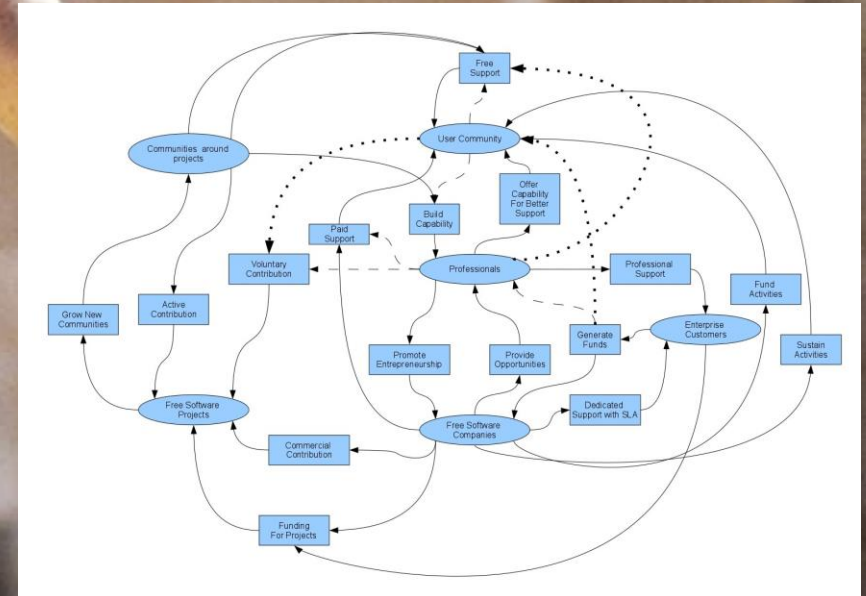 Free
Support
User Community
Communities around
projects
Offer
Capability
For Better
Support
Build
Capability
Paid
Support
Voluntary
Contribution
Professionals
Professional
Support
Fund
Activities
Grow New
Communities
Active
Contribution
Generate
Funds
Enterprise
Customers
Sustain
Activities
Promote
Entrepreneurship
Provide
Opportunities
Free Software
Projects
Dedicated
Support with SLA
Free Software
Companies
Commercial
Contribution
Funding
For Projects